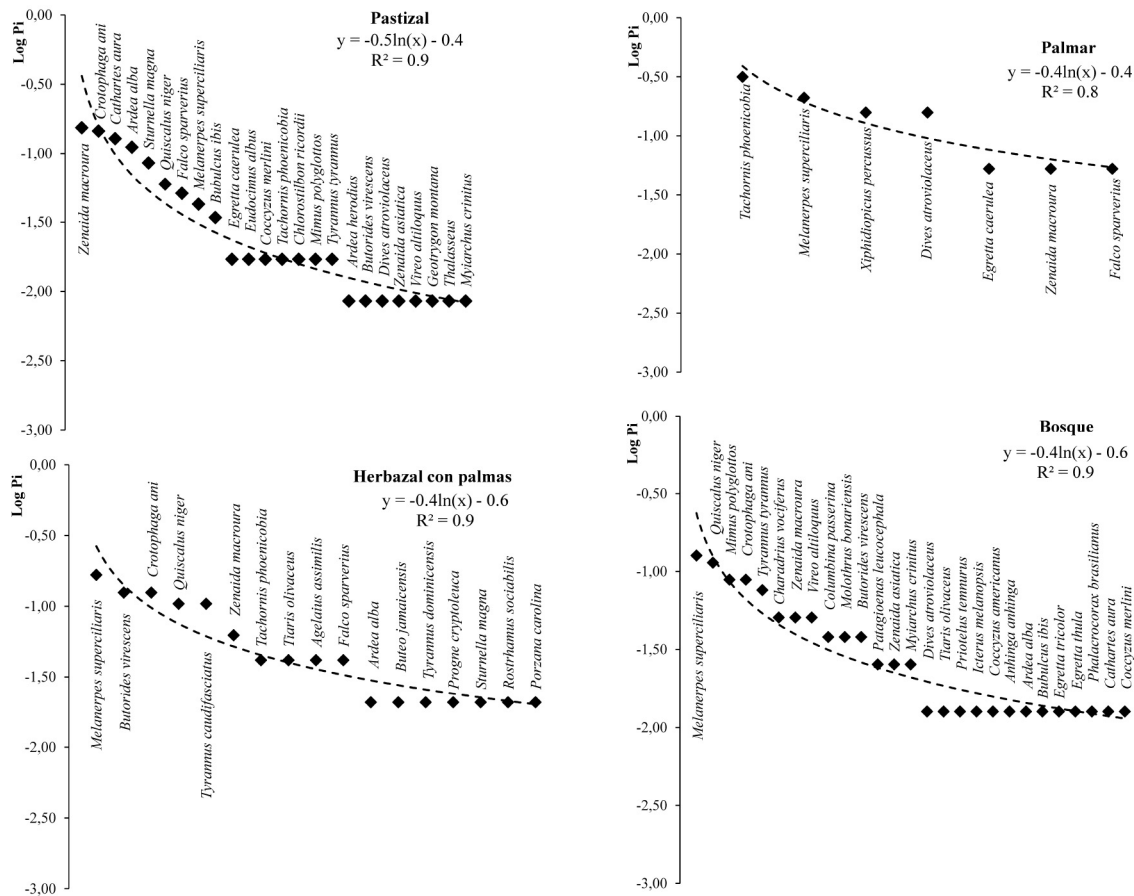 Log Pi
0,00
-0,50
-1,00
-1,50
-2,00
-2,50
-3,00
Pastizal
y = -0.5ln(x) - 0.4
R² = 0.9
Zenaida macroura
Crotophaga ani
Cathartes aura
Ardea alba
Sturnella magna
Quiscalus niger
Falco sparverius
Melanerpes superciliaris
Bubulcus ibis
Egretta caerulea
Eudocimus albus
Coccyzus merlini
Tachornis phoenicobia
Chlorostilbon ricordii
Mimus polyglottos
Tyrannus tyrannus
Ardea herodias
Butorides virescens
Dives atroviolaceus
Zenaida asiatica
Vireo altiloquus
Geotrygon montana
Thalasseus
Myiarchus crinitus
Log Pi
0,00
-0,50
-1,00
-1,50
-2,00
-2,50
-3,00
Palmar
y = -0.4ln(x) - 0.4
R² = 0.8
Tachornis phoenicobia
Melanerpes superciliaris
Xiphidiopicus percussus
Dives atroviolaceus
Egretta caerulea
Zenaida macroura
Falco sparverius
Log Pi
0,00
-0,50
-1,00
-1,50
-2,00
-2,50
-3,00
Herbazal con palmas
y = -0.4ln(x) - 0.6
R² = 0.9
Melanerpes superciliaris
Butorides virescens
Crotophaga ani
Quiscalus niger
Tyrannus caudifasciatus
Zenaida macroura
Tachornis phoenicobia
Tiaris olivaceus
Agelaius assimilis
Falco sparverius
Ardea alba
Buteo jamaicensis
Tyrannus dominicensis
Progne cryptoleuca
Sturnella magna
Rostrhamus sociabilis
Porzana carolina
Log Pi
0,00
-0,50
-1,00
-1,50
-2,00
-2,50
-3,00
Bosque
y = -0.4ln(x) - 0.6
R² = 0.9
Melanerpes superciliaris
Quiscalus niger
Mimus polyglottos
Crotophaga ani
Tyrannus tyrannus
Charadrius vociferus
Zenaida macroura
Vireo altiloquus
Columbina passerina
Molothrus bonariensis
Butorides virescens
Patagioenas leucocephala
Zenaida asiatica
Myiarchus crinitus
Dives atroviolaceus
Tiaris olivaceus
Priotelus temnurus
Icterus melanopsis
Coccyzus americanus
Anhinga anhinga
Ardea alba
Bubulcus ibis
Egretta tricolor
Egretta thula
Phalacrocorax brasilianus
Cathartes aura
Coccyzus merlini